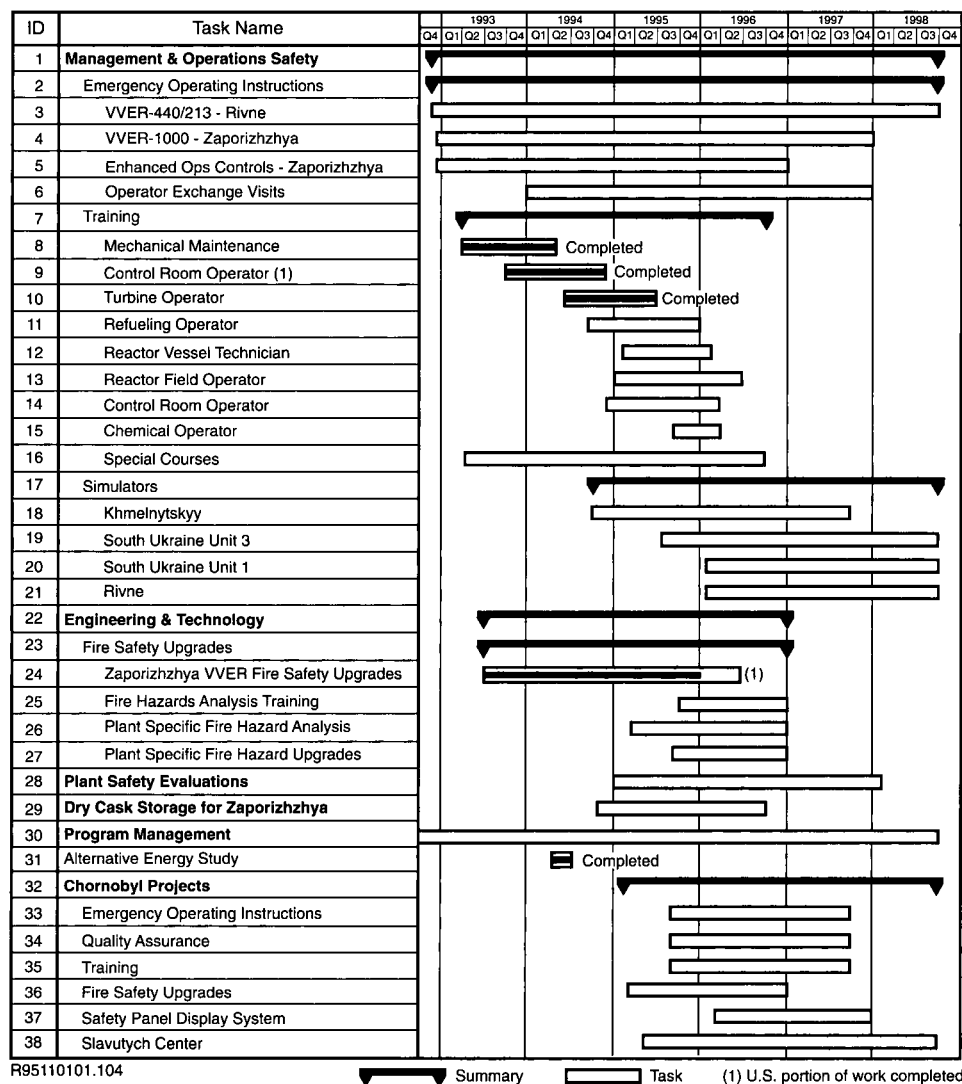 ID Task Name 1993 1994 1995 1996 1997 1998
Q4 Q1 Q2 Q3 Q4 Q1 Q2 Q3 Q4 Q1 Q2 Q3 Q4 Q1 Q2 Q3 Q4 Q1 Q2 Q3 Q4 Q1 Q2 Q3 Q4
1 Management & Operations Safety
2 Emergency Operating Instructions
3 VVER-440/213 - Rivne
4 VVER-1000 - Zaporizhzhya
5 Enhanced Ops Controls - Zaporizhzhya
6 Operator Exchange Visits
7 Training
8 Mechanical Maintenance Completed
9 Control Room Operator (1) Completed
10 Turbine Operator Completed
11 Refueling Operator
12 Reactor Vessel Technician
13 Reactor Field Operator
14 Control Room Operator
15 Chemical Operator
16 Special Courses
17 Simulators
18 Khmelnytskyy
19 South Ukraine Unit 3
20 South Ukraine Unit 1
21 Rivne
22 Engineering & Technology
23 Fire Safety Upgrades
24 Zaporizhzhya VVER Fire Safety Upgrades (1)
25 Fire Hazards Analysis Training
26 Plant Specific Fire Hazard Analysis
27 Plant Specific Fire Hazard Upgrades
28 Plant Safety Evaluations
29 Dry Cask Storage for Zaporizhzhya
30 Program Management
31 Alternative Energy Study Completed
32 Chornobyl Projects
33 Emergency Operating Instructions
34 Quality Assurance
35 Training
36 Fire Safety Upgrades
37 Safety Panel Display System
38 Slavutych Center
R95110101.104 Summary Task (1) U.S. portion of work completed